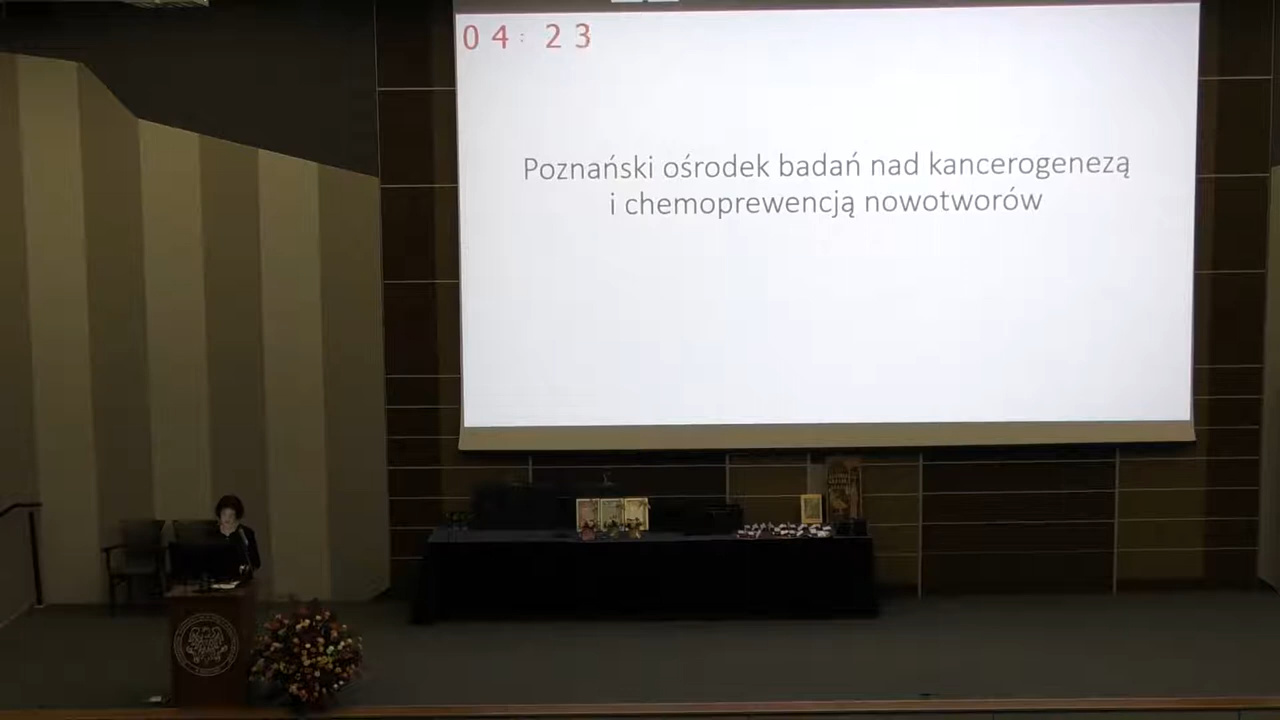 04:23
Poznański ośrodek badań nad kancerogenezą
i chemoprewencją nowotworów